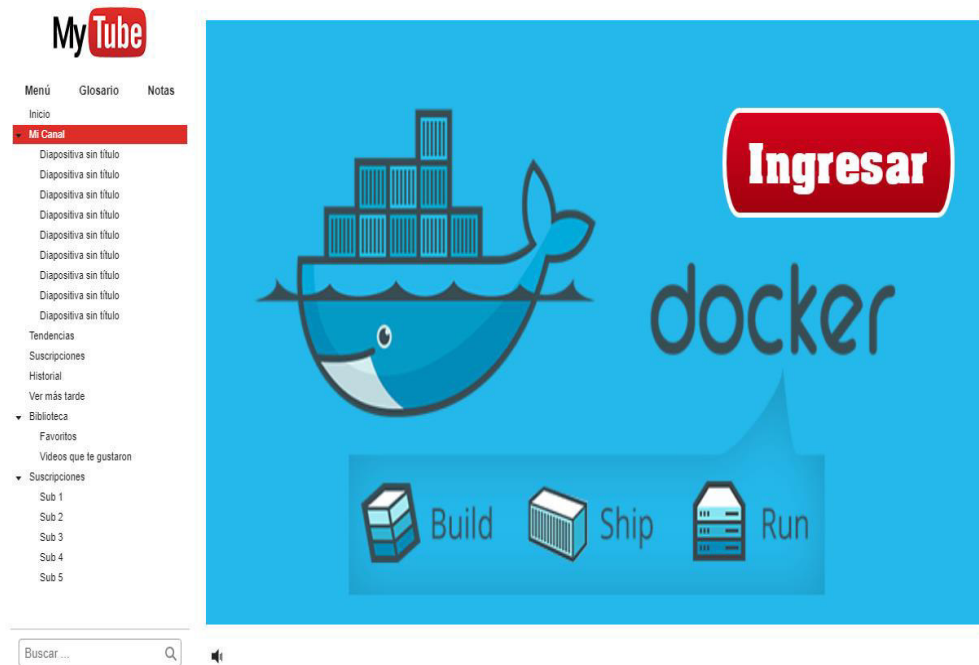 MyTube
Menú Glosario Notas
Inicio
Mi Canal
Diapositiva sin título
Diapositiva sin título
Diapositiva sin título
Diapositiva sin título
Diapositiva sin título
Diapositiva sin título
Diapositiva sin título
Diapositiva sin título
Diapositiva sin título
Tendencias
Suscripciones
Historial
Ver más tarde
Biblioteca
Favoritos
Videos que te gustaron
Suscripciones
Sub 1
Sub 2
Sub 3
Sub 4
Sub 5
Buscar ...
Ingresar
docker
Build Ship Run